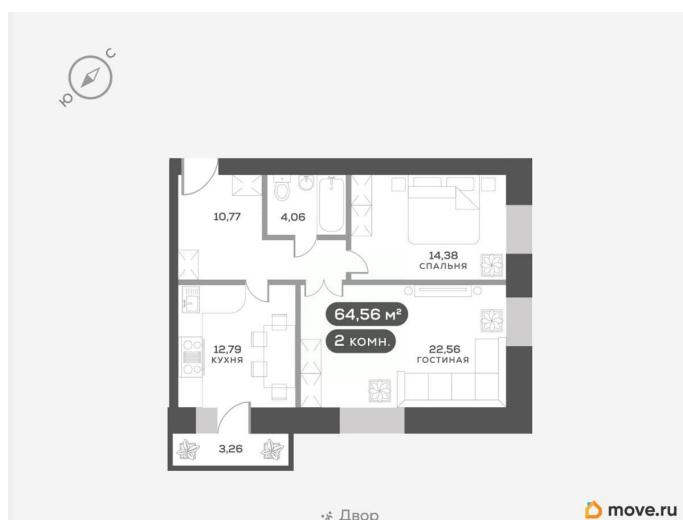 С
Ю
10,77
4,06
14,38
СПАЛЬНЯ
64,56 м²
2 комн.
12,79
КУХНЯ
22,56
ГОСТИНАЯ
3,26
Двор
move.ru